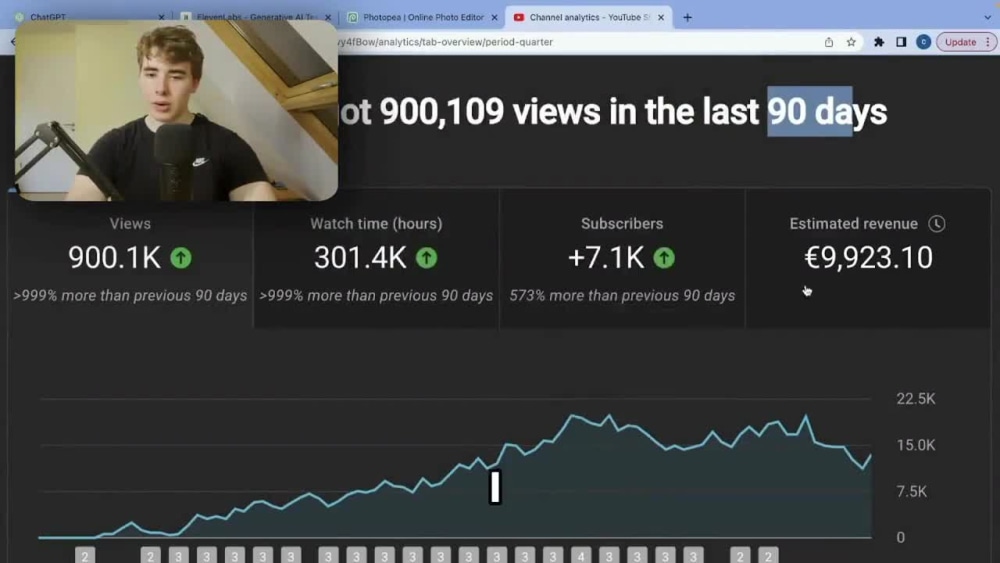 ChatGPT
ElevenLabs - Generative AI Te
Photopea | Online Photo Editor
Channel analytics - YouTube S
y4fBow/analytics/tab-overview/period-quarter
Update
ot 900,109 views in the last 90 days
Views
900.1K
>999% more than previous 90 days
Watch time (hours)
301.4K
>999% more than previous 90 days
Subscribers
+7.1K
573% more than previous 90 days
Estimated revenue
€9,923.10
22.5K
15.0K
7.5K
0
I
2 2 3 3 3 3 3 3 3 3 3 3 3 3 3 4 3 3 3 3 2 2